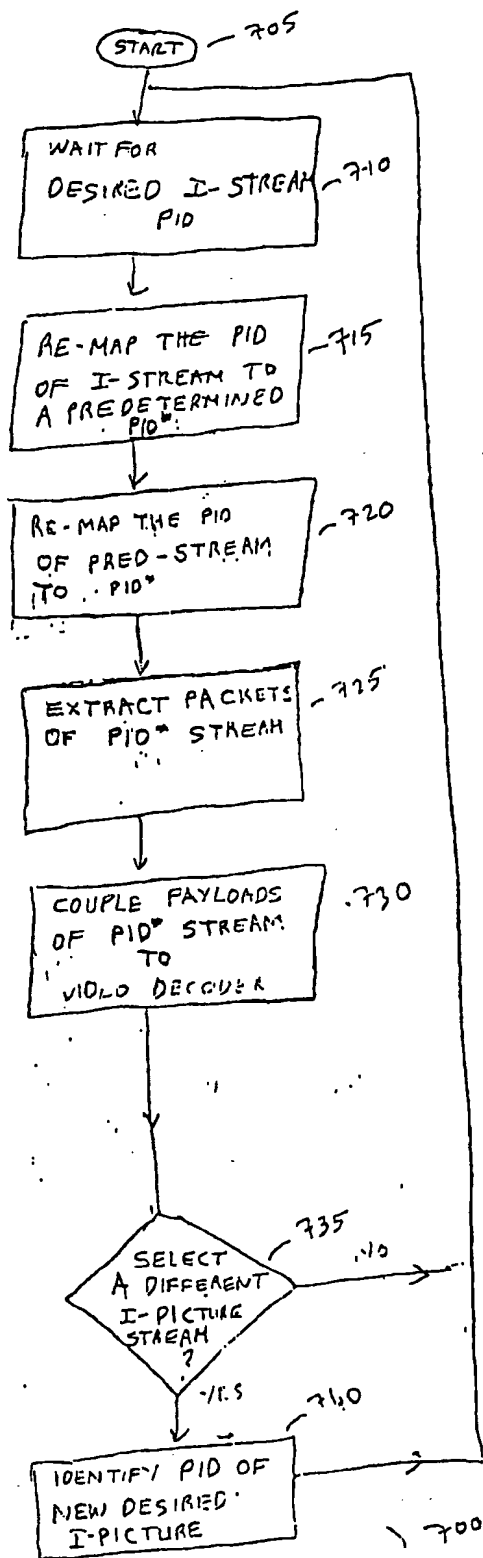 START
705
WAIT FOR
DESIRED I-STREAM
PID
710
RE-MAP THE PID
OF I-STREAM TO
A PREDETERMINED
PID*
715
RE-MAP THE PID
OF PRED-STREAM
TO PID*
720
EXTRACT PACKETS
OF PID* STREAM
725
COUPLE PAYLOADS
OF PID* STREAM
TO
VIDEO DECODER
730
735
SELECT
A DIFFERENT
I-PICTURE
STREAM
?
NO
YES
740
IDENTIFY PID OF
NEW DESIRED
I-PICTURE
700